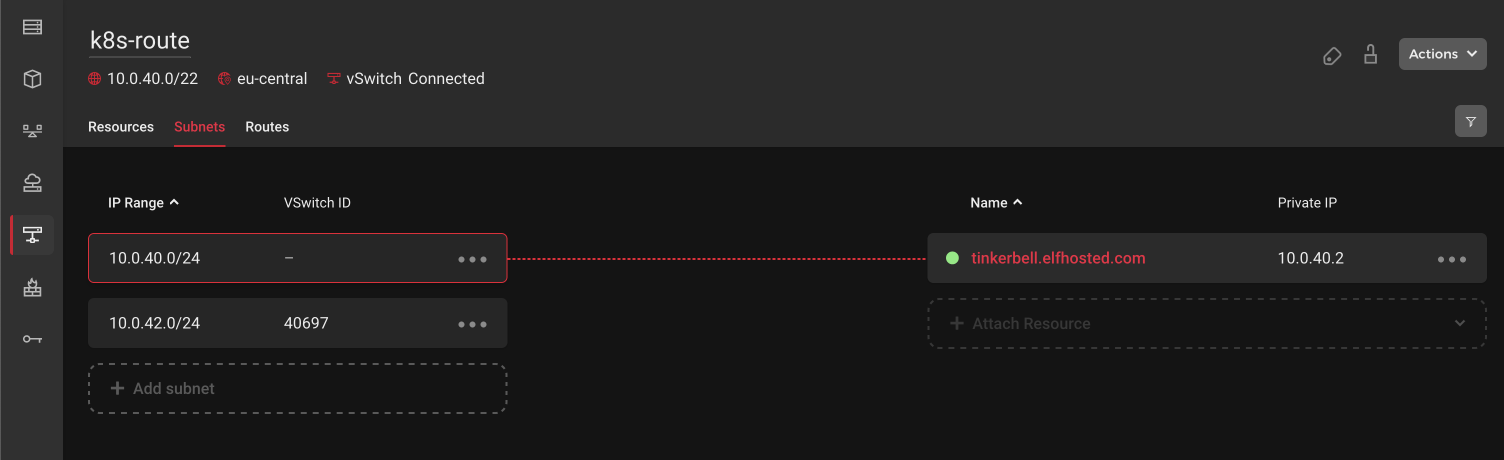 k8s-route
10.0.40.0/22 eu-central vSwitch Connected
Actions
Resources Subnets Routes
IP Range VSwitch ID Name Private IP
10.0.40.0/24 – tinkerbell.elfhosted.com 10.0.40.2
10.0.42.0/24 40697 + Attach Resource
+ Add subnet